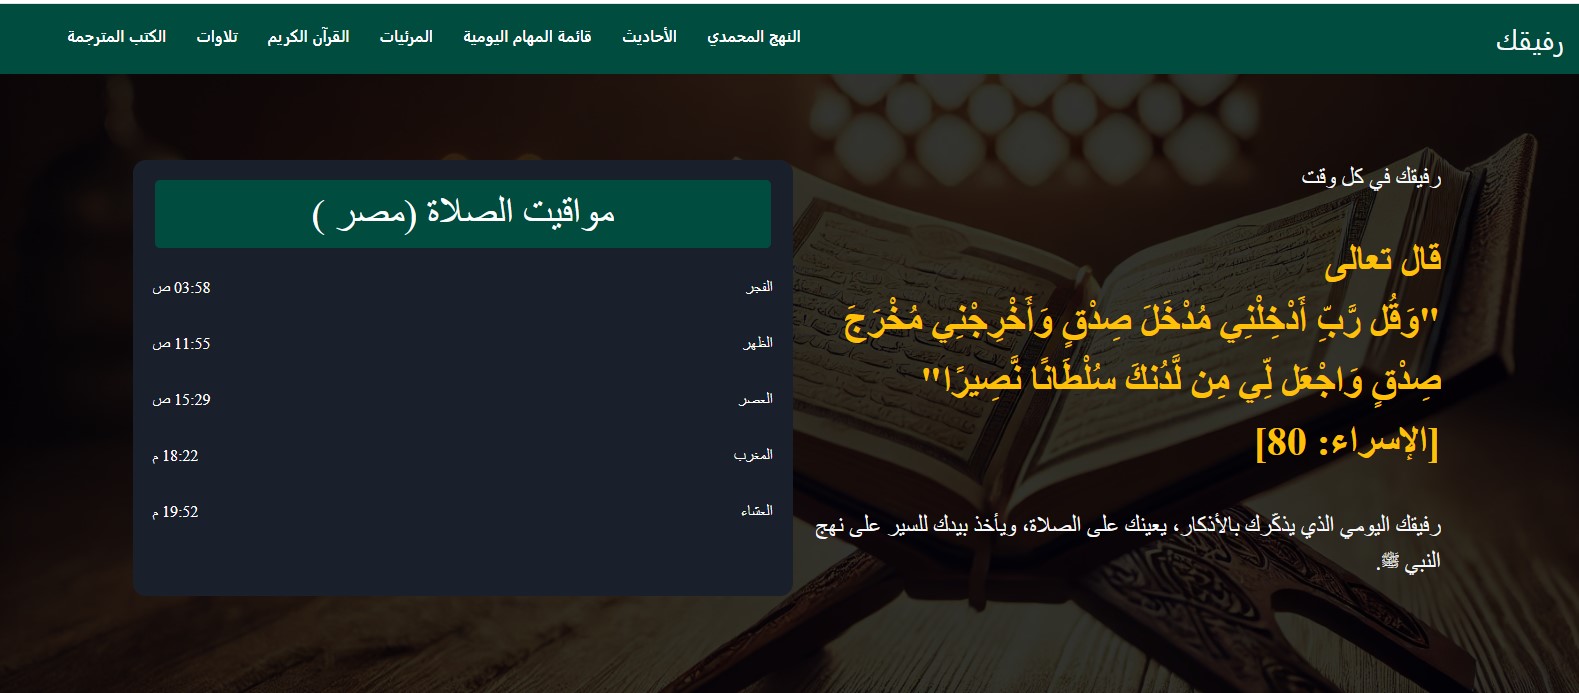 رفيقك
النهج المحمدي
الأحاديث
قائمة المهام اليومية
المرئيات
القرآن الكريم
تلاوات
الكتب المترجمة
رفيقك في كل وقت
قال تعالى
"وَقُل رَّبِّ أَدْخِلْنِي مُدْخَلَ صِدْقٍ وَأَخْرِجْنِي مُخْرَجَ
صِدْقٍ وَاجْعَل لِّي مِن لَّدُنكَ سُلْطَانًا نَّصِيرًا"
[الإسراء: 80]
رفيقك اليومي الذي يذكّرك بالأذكار، يعينك على الصلاة، ويأخذ بيدك للسير على نهج
النبي ﷺ.
مواقيت الصلاة (مصر )
الفجر 03:58 ص
الظهر 11:55 ص
العصر 15:29 ص
المغرب 18:22 م
العشاء 19:52 م